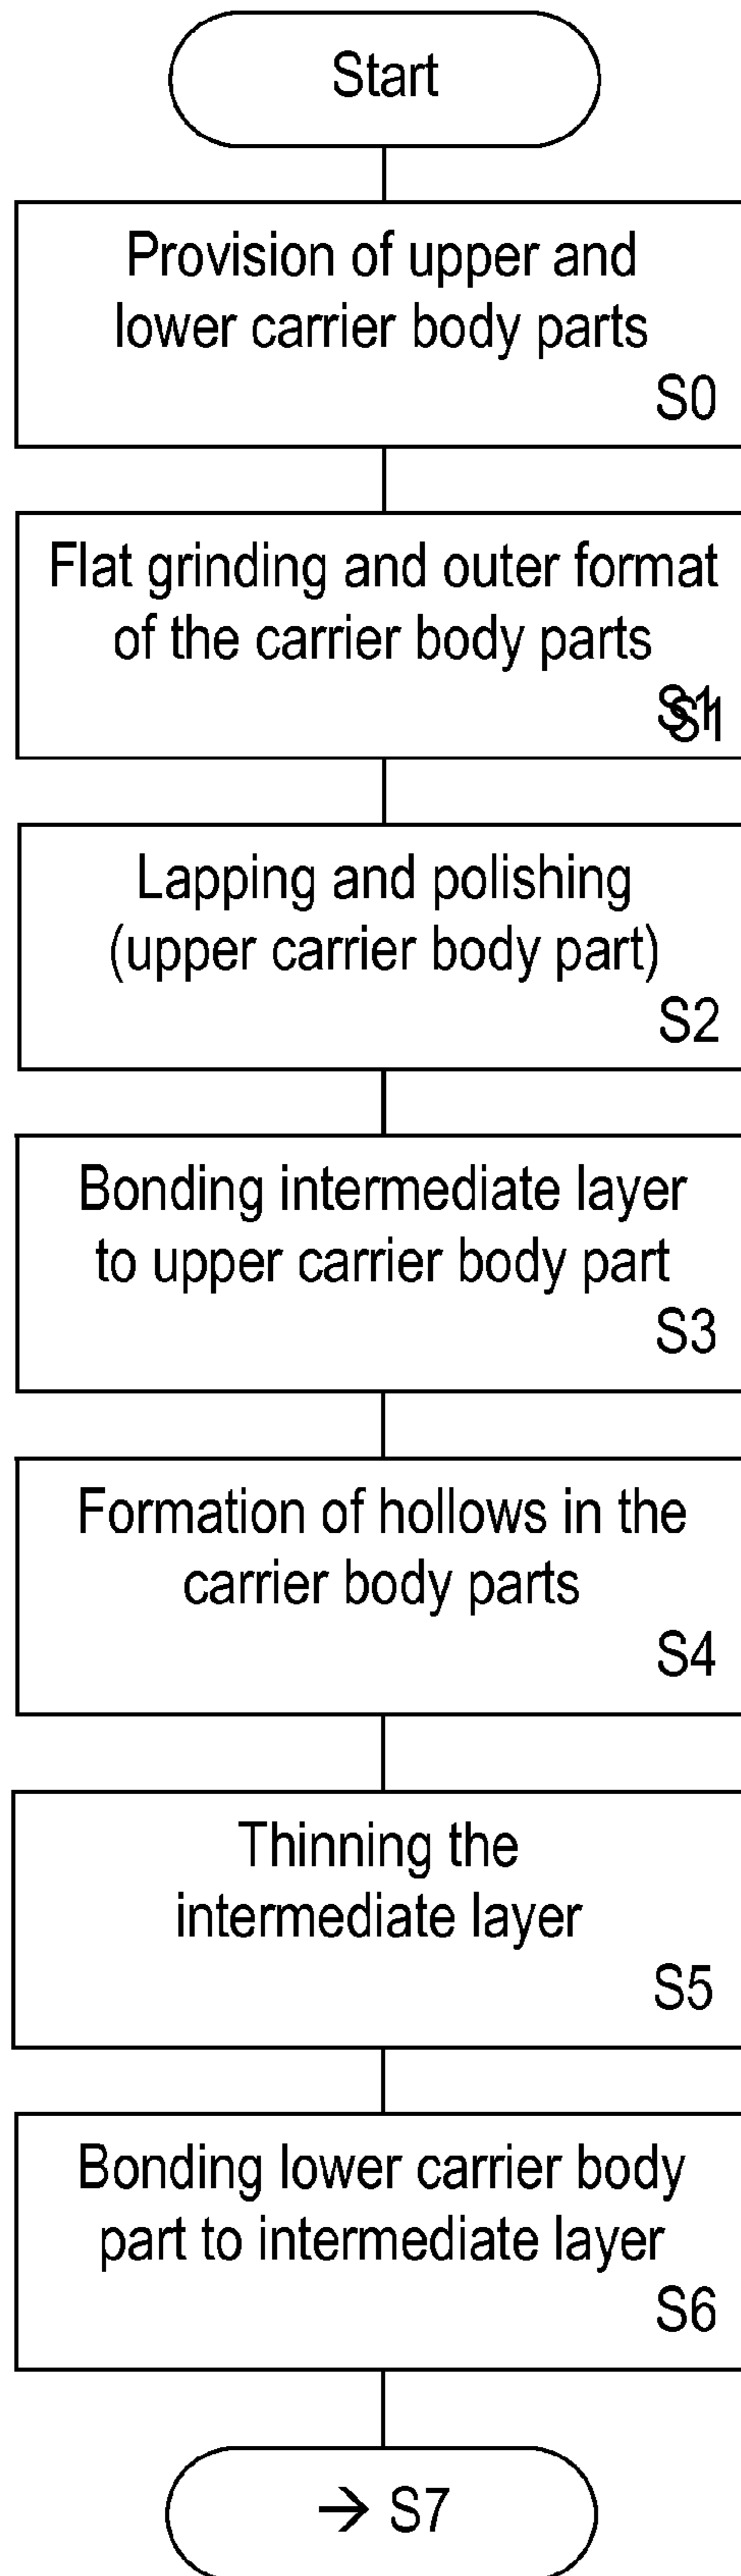 Start
Provision of upper and
lower carrier body parts
S0
Flat grinding and outer format
of the carrier body parts
S1
S1
Lapping and polishing
(upper carrier body part)
S2
Bonding intermediate layer
to upper carrier body part
S3
Formation of hollows in the
carrier body parts
S4
Thinning the
intermediate layer
S5
Bonding lower carrier body
part to intermediate layer
S6
→ S7